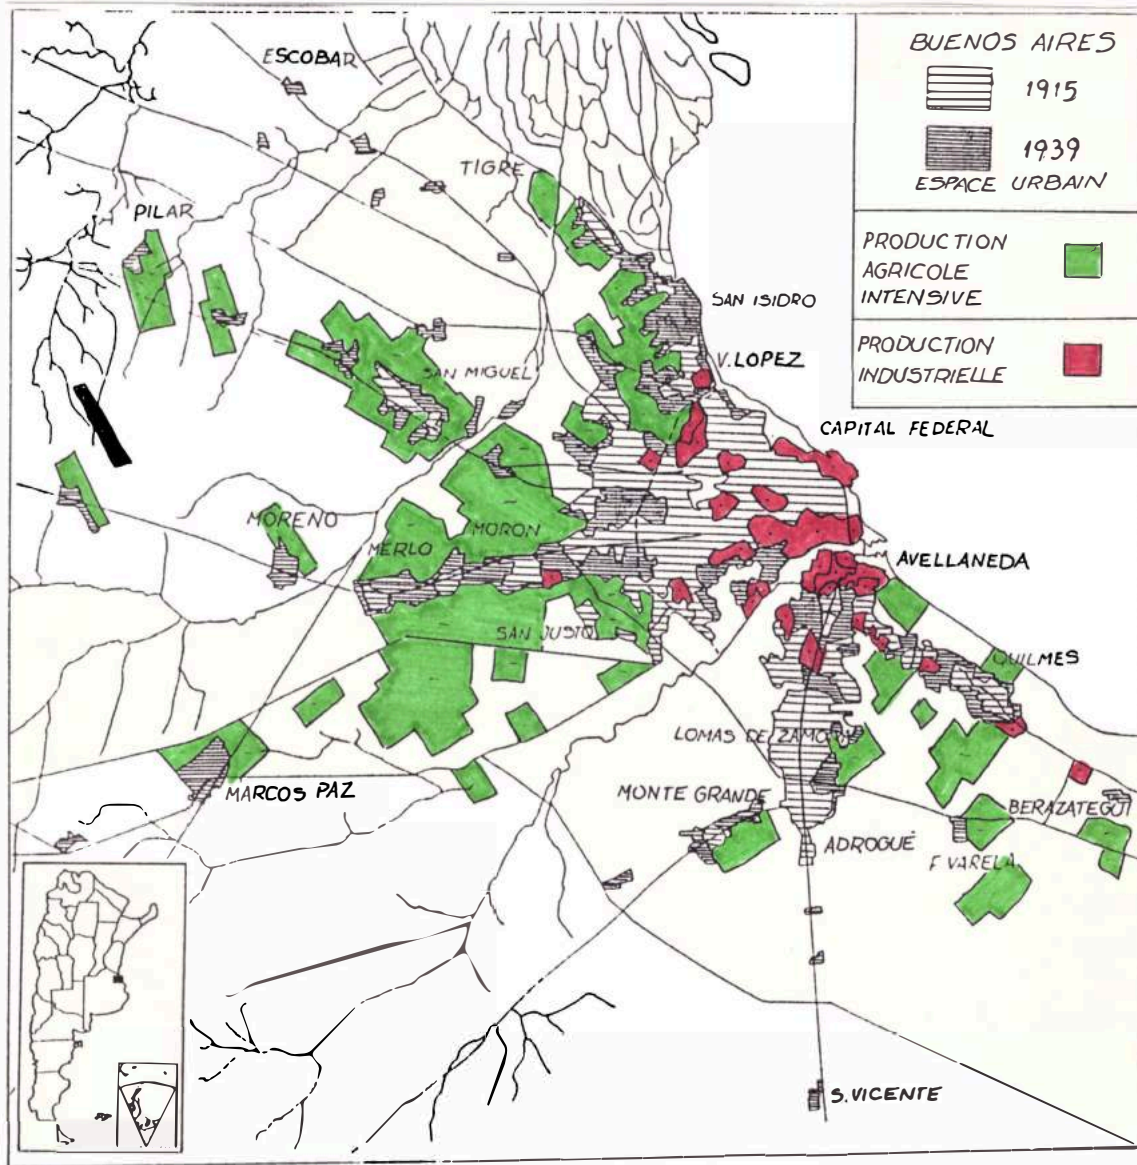 BUENOS AIRES
1915
1939
ESPACE URBAIN
PRODUCTION
AGRICOLE
INTENSIVE
PRODUCTION
INDUSTRIELLE
ESCOBAR
TIGRE
PILAR
SAN ISIDRO
V. LOPEZ
SAN MIGUEL
CAPITAL FEDERAL
MORENO
MORON
MERLO
AVELLANEDA
SAN JUSTO
QUILMES
LOMAS DE ZAMORA
MARCOS PAZ
MONTE GRANDE
BERAZATEGUI
ADROGUÉ
F VARELA
S. VICENTE